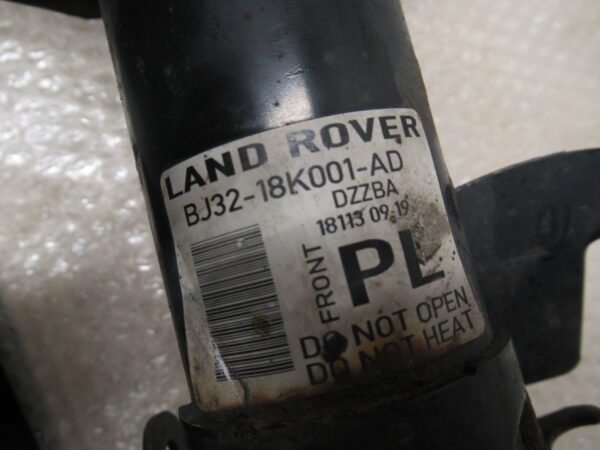 LAND ROVER
BJ32-18K001-AD
DZZBA
18113 09:19
FRONT
PL
DO NOT OPEN
DO NOT HEAT